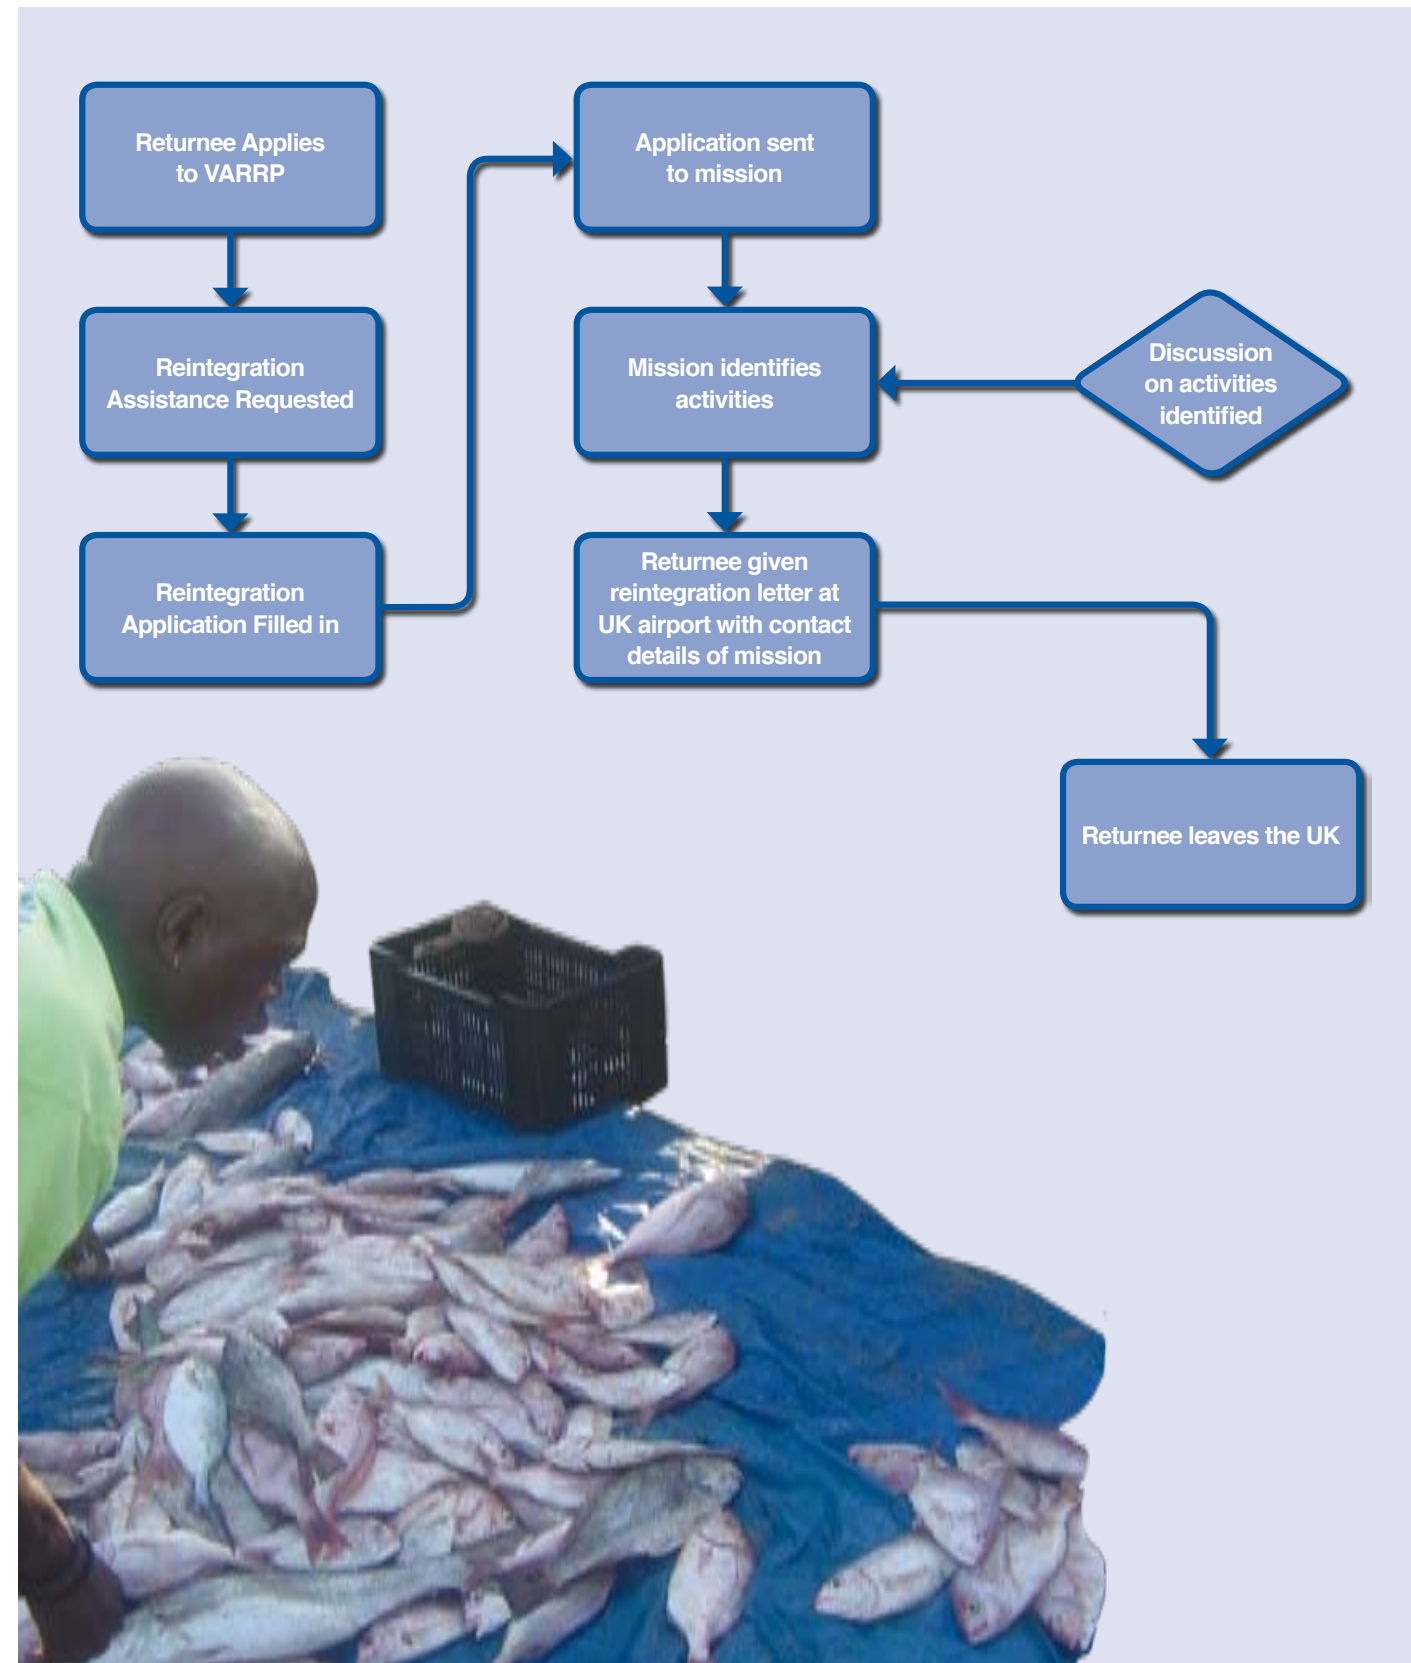 Returnee Applies
to VARRP
Reintegration
Assistance Requested
Reintegration
Application Filled in
Application sent
to mission
Mission identifies
activities
Discussion
on activities
identified
Returnee given
reintegration letter at
UK airport with contact
details of mission
Returnee leaves the UK